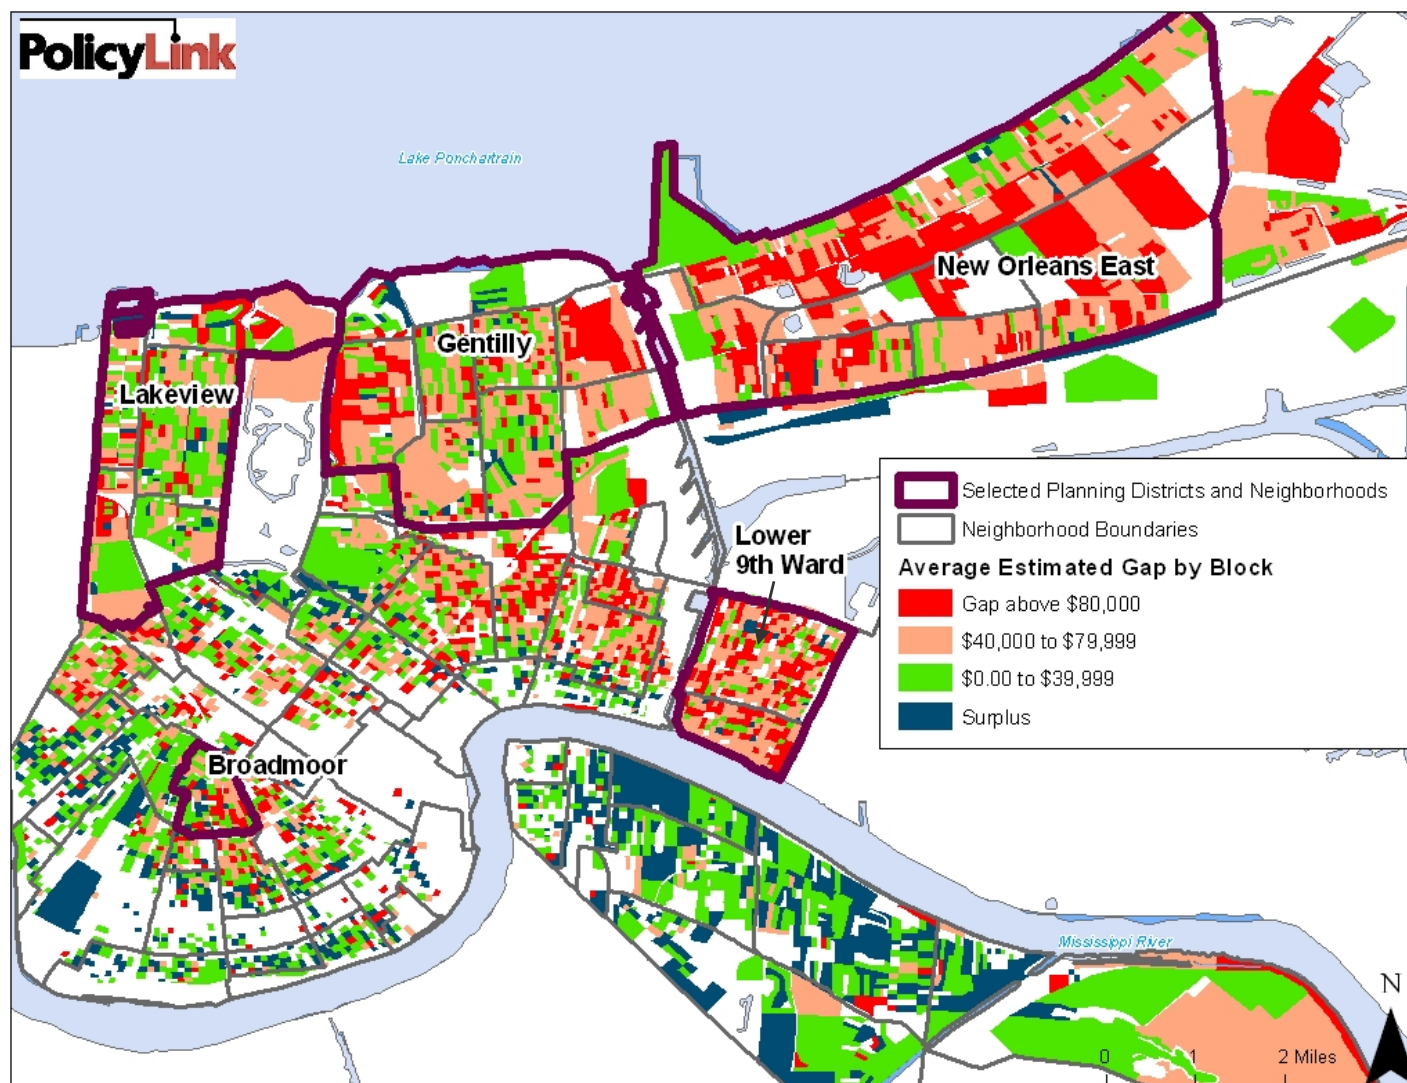 PolicyLink
Lake Ponchartrain
New Orleans East
Gentilly
Lakeview
Selected Planning Districts and Neighborhoods
Neighborhood Boundaries
Lower
9th Ward
Average Estimated Gap by Block
Gap above $80,000
$40,000 to $79,999
$0.00 to $39,999
Surplus
Broadmoor
Mississippi River
N
0 1 2 Miles